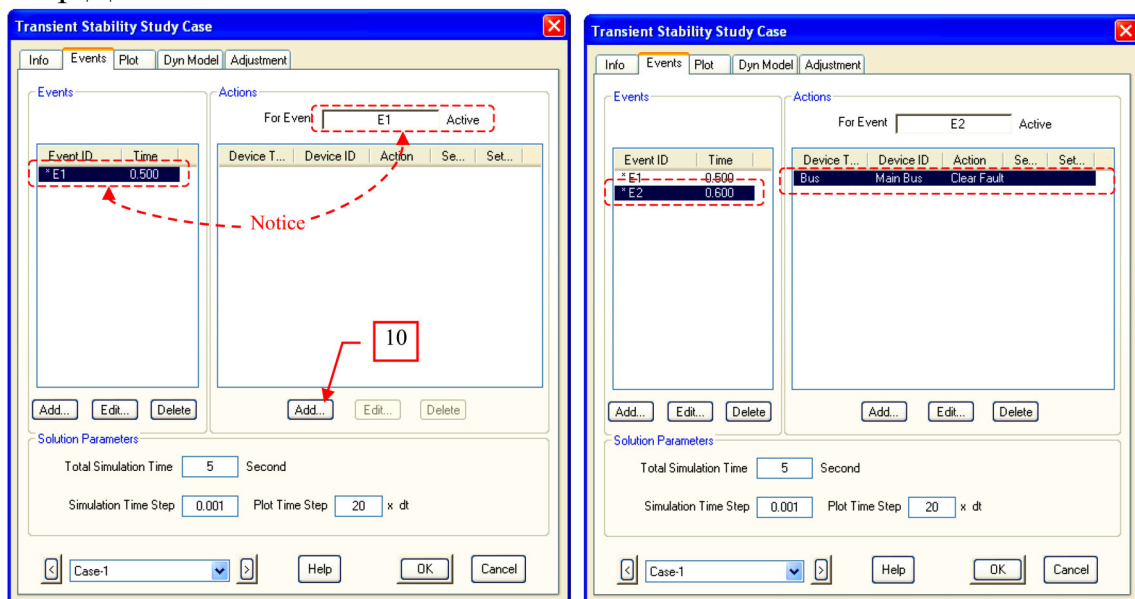 Transient Stability Study Case
Info Events Plot Dyn Model Adjustment
Events
Actions
For Event E1 Active
Event ID Time
* E1 0.500
Device T... Device ID Action Se... Set...
Notice
10
Add... Edit... Delete
Add... Edit... Delete
Solution Parameters
Total Simulation Time 5 Second
Simulation Time Step 0.001 Plot Time Step 20 x dt
< Case-1 > Help OK Cancel
Transient Stability Study Case
Info Events Plot Dyn Model Adjustment
Events
Actions
For Event E2 Active
Event ID Time
* E1 0.500
* E2 0.600
Device T... Device ID Action Se... Set...
Bus Main Bus Clear Fault
Add... Edit... Delete
Add... Edit... Delete
Solution Parameters
Total Simulation Time 5 Second
Simulation Time Step 0.001 Plot Time Step 20 x dt
< Case-1 > Help OK Cancel